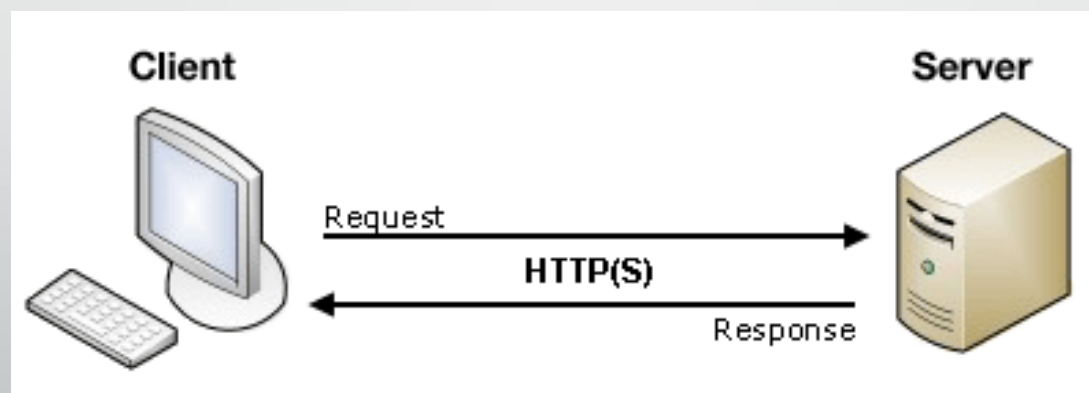 Client
Server
Request
HTTP(S)
Response